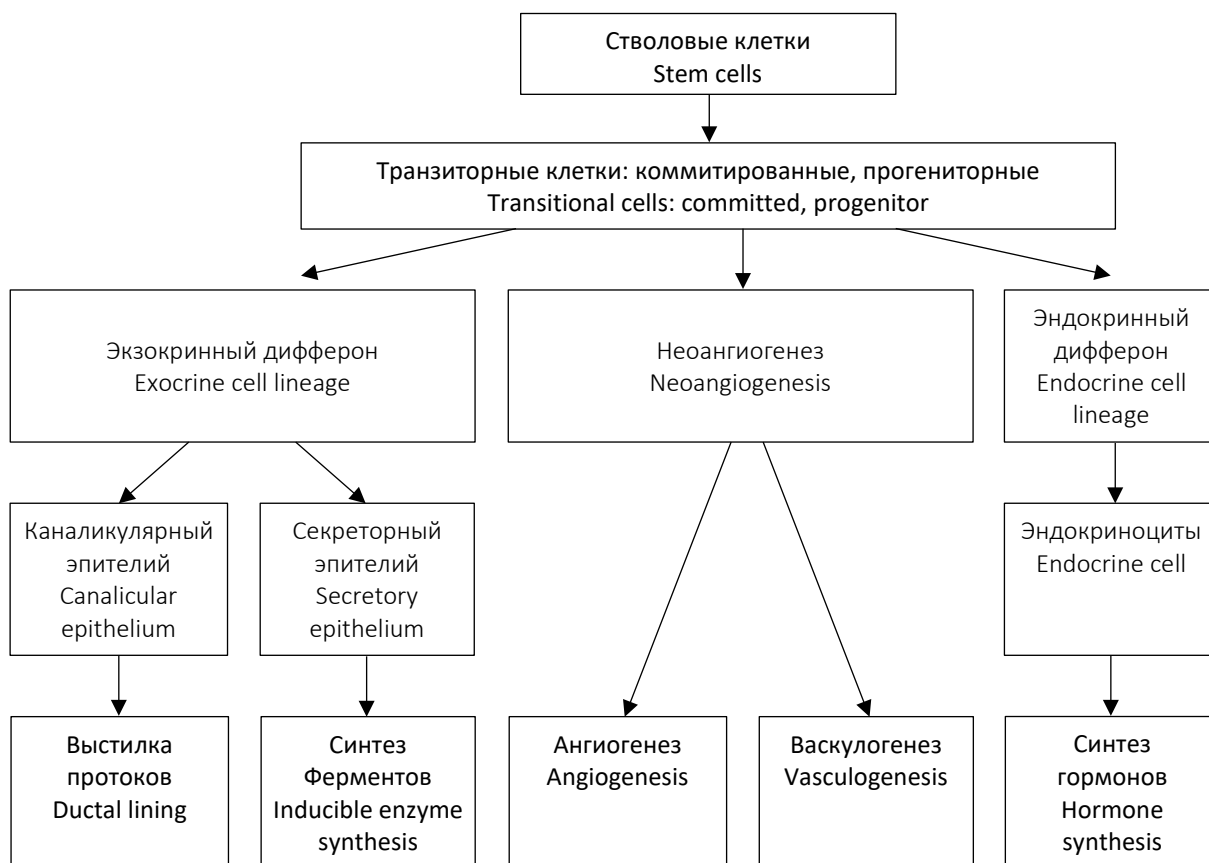 Стволовые клетки
Stem cells
Транзиторные клетки: коммитированные, прогениторные
Transitional cells: committed, progenitor
Экзокринный дифферон
Exocrine cell lineage
Неоангиогенез
Neoangiogenesis
Эндокринный
дифферон
Endocrine cell
lineage
Каналикулярный
эпителий
Canalicular
epithelium
Секреторный
эпителий
Secretory
epithelium
Эндокриноциты
Endocrine cell
Выстилка
протоков
Ductal lining
Синтез
Ферментов
Inducible enzyme
synthesis
Ангиогенез
Angiogenesis
Васкулогенез
Vasculogenesis
Синтез
гормонов
Hormone
synthesis